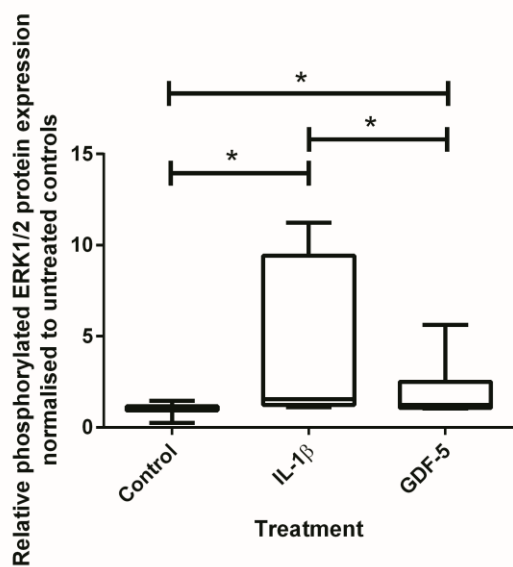 Relative phosphorylated ERK1/2 protein expression
normalised to untreated controls
*
*
*
15
10
5
0
Control
IL-1β
GDF-5
Treatment